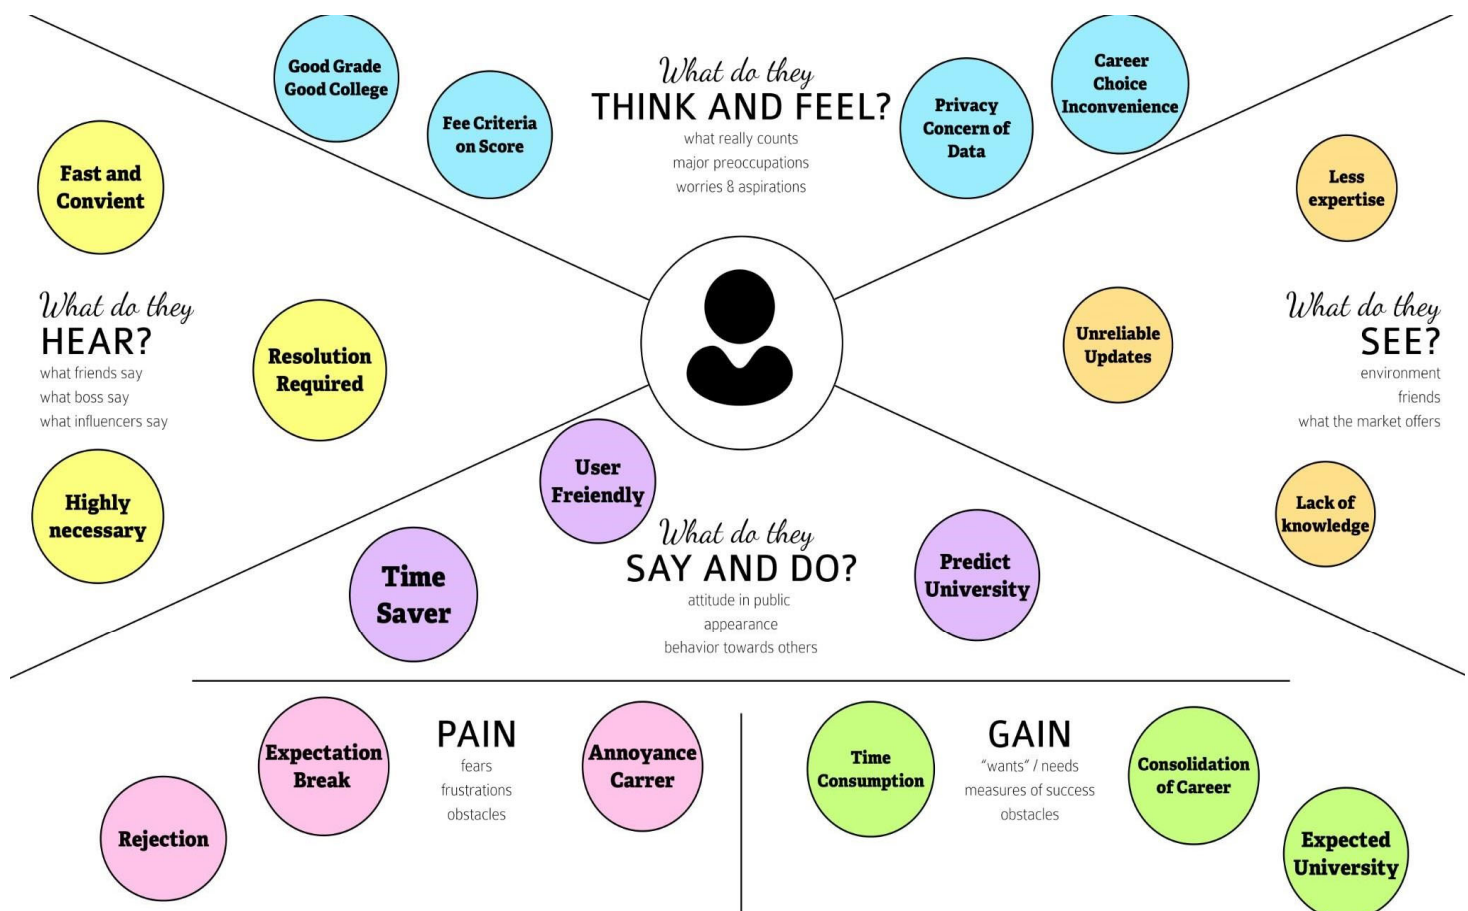 Good Grade
Good College
Fee Criteria
on Score
What do they
THINK AND FEEL?
what really counts
major preoccupations
worries & aspirations
Privacy
Concern of
Data
Career
Choice
Inconvenience
Fast and
Convient
What do they
HEAR?
what friends say
what boss say
what influencers say
Resolution
Required
Highly
necessary
Less
expertise
Unreliable
Updates
What do they
SEE?
environment
friends
what the market offers
Lack of
knowledge
User
Freiendly
Time
Saver
What do they
SAY AND DO?
attitude in public
appearance
behavior towards others
Predict
University
Rejection
Expectation
Break
PAIN
fears
frustrations
obstacles
Annoyance
Carrer
Time
Consumption
GAIN
"wants" / needs
measures of success
obstacles
Consolidation
of Career
Expected
University